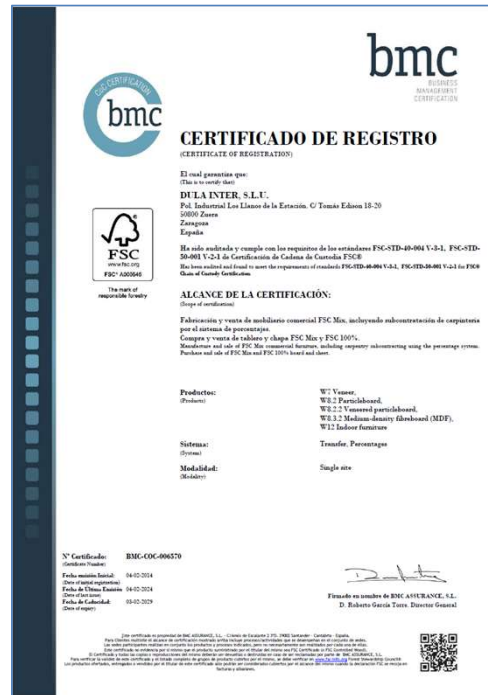 bmc
BUSINESS
MANAGEMENT
CERTIFICATION
CoC CERTIFICATION
bmc
CERTIFICADO DE REGISTRO
(CERTIFICATE OF REGISTRATION)
El cual garantiza que:
(This is to certify that)
DULA INTER, S.L.U.
Pol. Industrial Los Llanos de la Estación. C/ Tomás Edison 18-20
50800 Zuera
Zaragoza
España
FSC
www.fsc.org
FSC® A000546
The mark of
responsible forestry
Ha sido auditada y cumple con los requisitos de los estándares FSC-STD-40-004 V-3-1, FSC-STD-
50-001 V-2-1 de Certificación de Cadena de Custodia FSC®
Has been audited and found to meet the requirements of standards FSC-STD-40-004 V-3-1, FSC-STD-50-001 V-2-1 for FSC®
Chain of Custody Certification
ALCANCE DE LA CERTIFICACIÓN:
(Scope of certification)
Fabricación y venta de mobiliario comercial FSC Mix, incluyendo subcontratación de carpintería
por el sistema de porcentajes.
Compra y venta de tablero y chapa FSC Mix y FSC 100%.
Manufacture and sale of FSC Mix commercial furniture, including carpentry subcontracting using the percentage system.
Purchase and sale of FSC Mix and FSC 100% board and sheet.
Productos:
(Products)
W7 Veneer,
W8.2 Particleboard,
W8.2.2 Veneered particleboard,
W8.3.2 Medium-density fibreboard (MDF),
W12 Indoor furniture
Sistema:
(System)
Transfer, Percentages
Modalidad:
(Modality)
Single site
Nº Certificado: BMC-COC-006570
(Certificate Number)
Fecha emisión Inicial: 04-02-2024
(Date of initial registration)
Fecha de Última Emisión 04-02-2024
(Date of last issue)
Fecha de Caducidad: 03-02-2029
(Date of expiry)
Firmado en nombre de BMC ASSURANCE, S.L.
D. Roberto García Torre. Director General